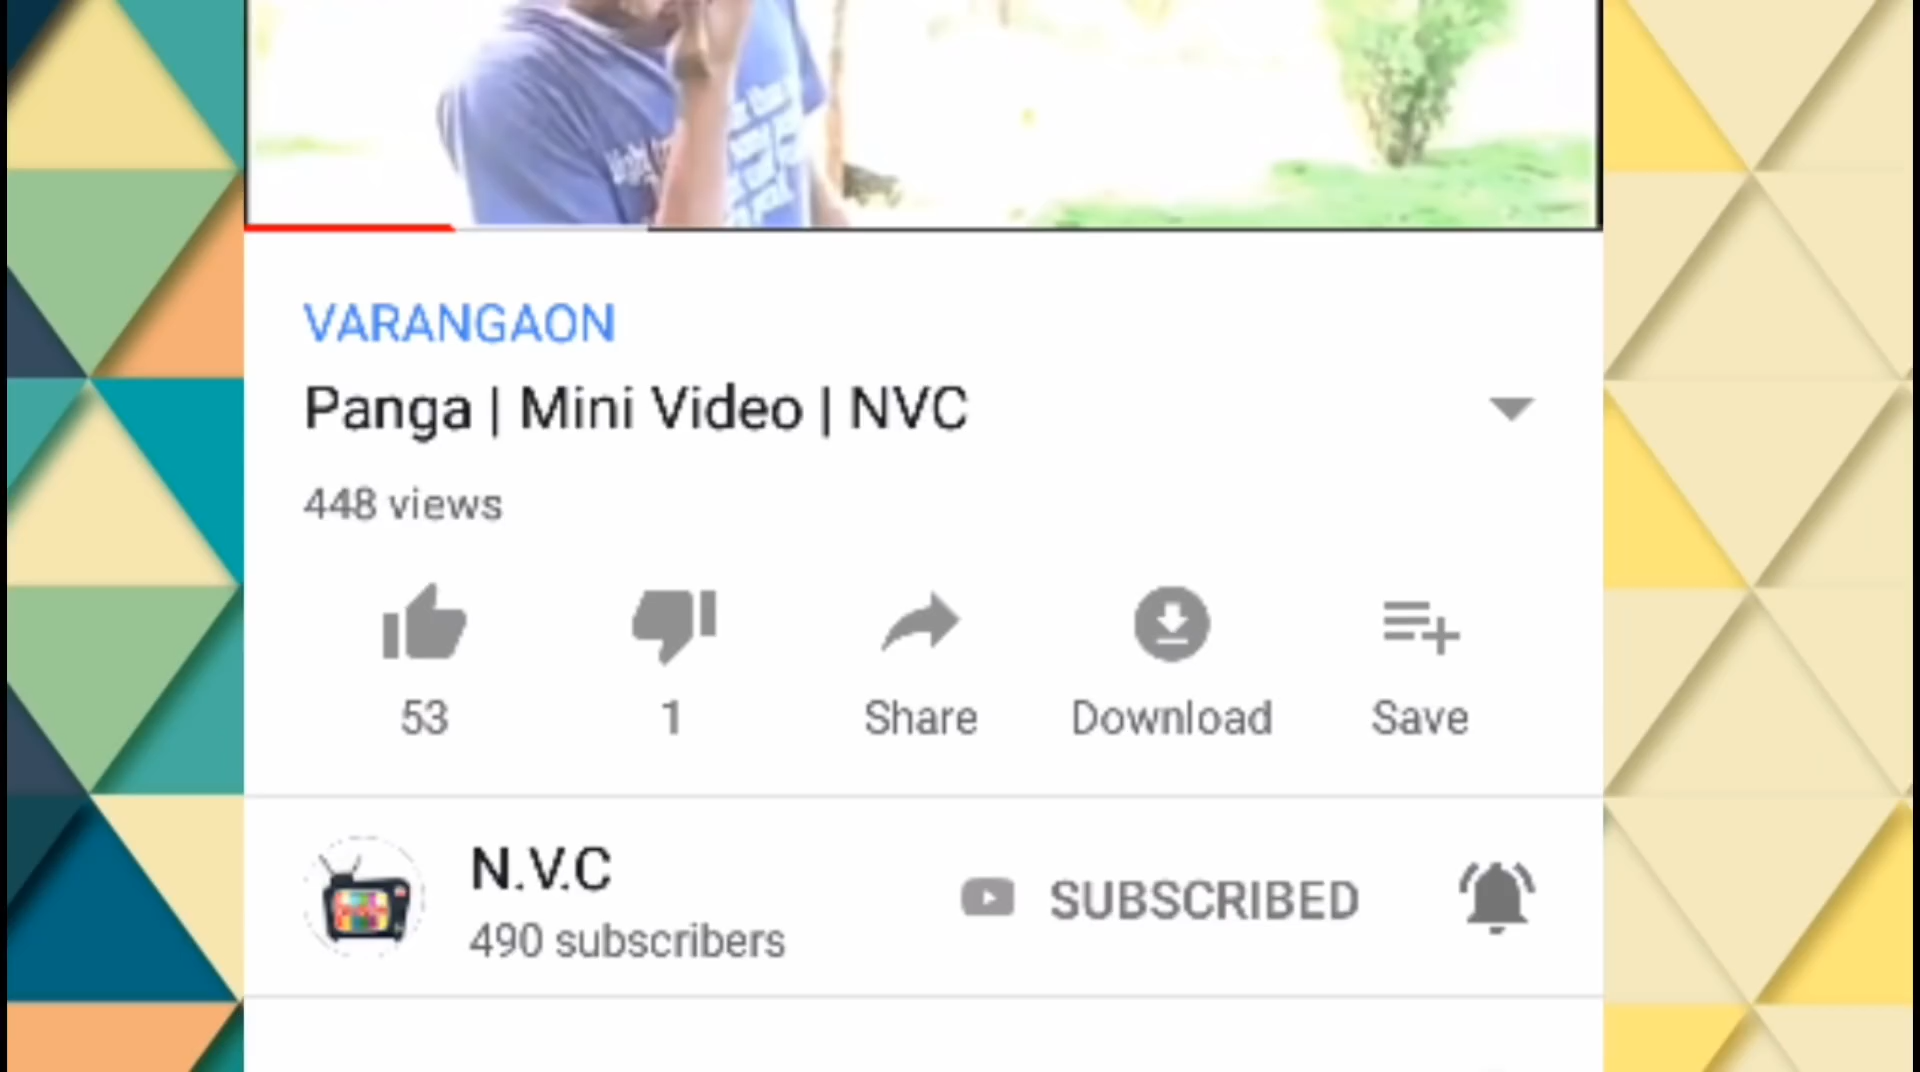 VARANGAON
Panga | Mini Video | NVC
448 views
53
1
Share
Download
Save
N.V.C
490 subscribers
SUBSCRIBED